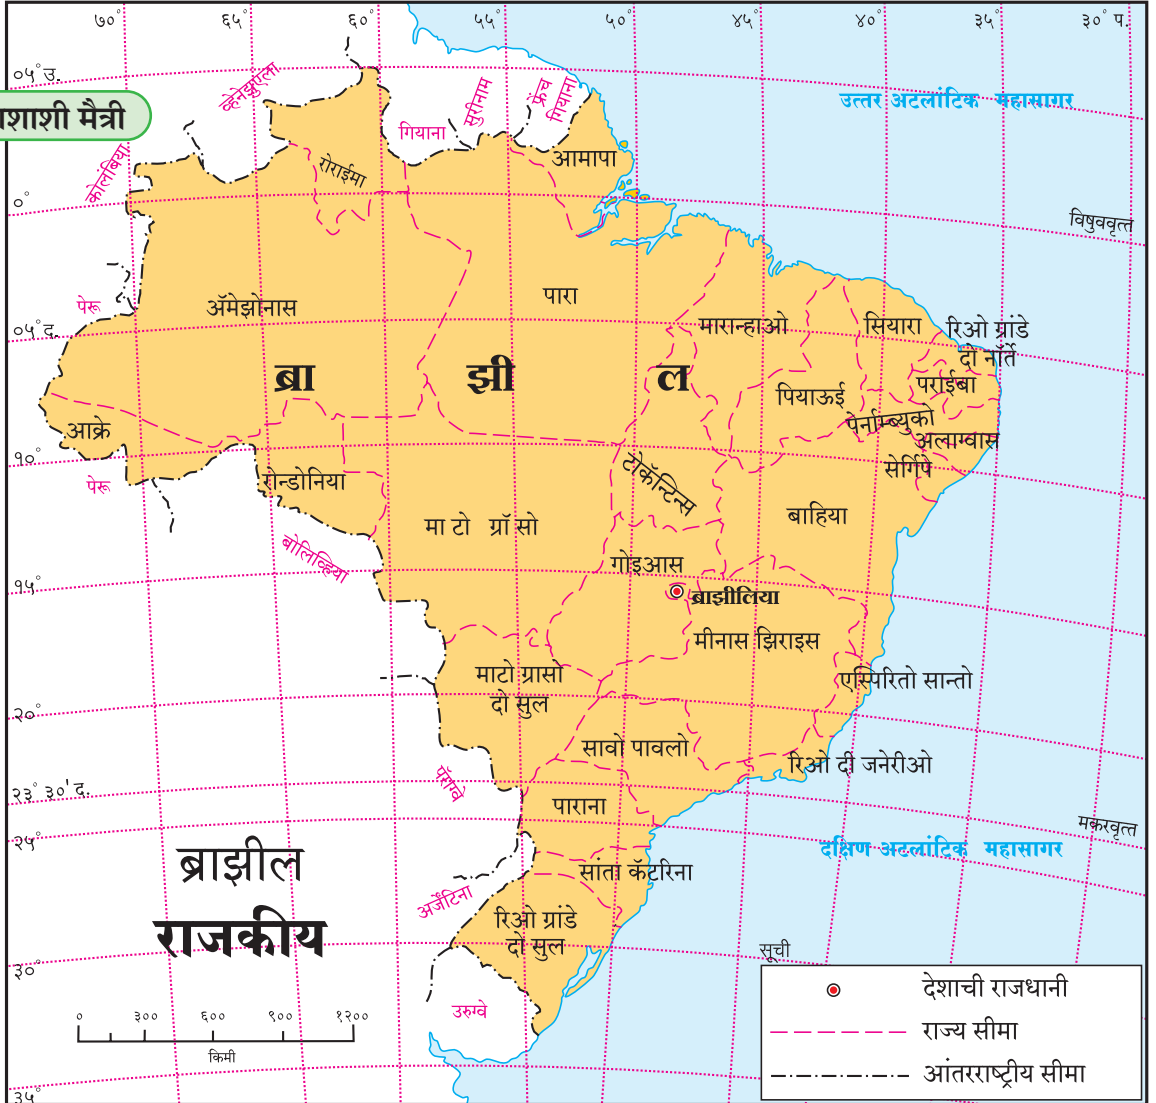 ७०° ६५° ६०° ५५° ५०° ४५° ४०° ३५° ३०° प.
०५° उ.
शाशी मैत्री
व्हेनेझुएला
सुरीनाम
फ्रेंच
गियाना
गियाना
उत्तर अटलांटिक महासागर
कोलंबिया
रोराईमा
आमापा
०°
विषुववृत्त
पेरू
ॲमेझोनास
पारा
०५° द.
मारान्हाओ
सियारा
रिओ ग्रांडे
दो नॉर्ते
ब्रा झी ल
पराईबा
पियाऊई
पेर्नाम्ब्युको
आक्रे
अलाग्वास
१०°
सेर्गिपे
पेरू
रोन्डोनिया
टोकॅन्टिन्स
मा टो ग्रॉ सो
बाहिया
बोलिव्हिया
गोइआस
१५°
ब्राझीलिया
मीनास झिराइस
माटो ग्रासो
दो सुल
एस्पिरितो सान्तो
२०°
सावो पावलो
रिओ दी जनेरीओ
पॅराग्वे
२३° ३०' द.
पाराना
मकरवृत्त
२५°
दक्षिण अटलांटिक महासागर
ब्राझील
राजकीय
सांता कॅटरिना
अर्जेंटिना
रिओ ग्रांडे
दो सुल
३०°
उरुग्वे
० ३०० ६०० ९०० १२००
किमी
सूची
देशाची राजधानी
राज्य सीमा
आंतरराष्ट्रीय सीमा
३५°